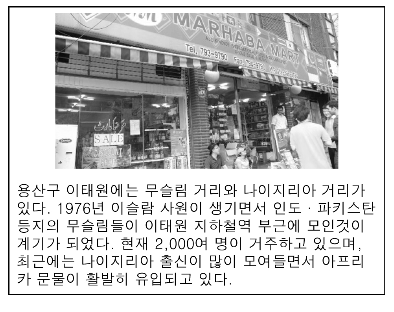 MARHABA MART
Tel. 793-9790
SALE
용산구 이태원에는 무슬림 거리와 나이지리아 거리가
있다. 1976년 이슬람 사원이 생기면서 인도 · 파키스탄
등지의 무슬림들이 이태원 지하철역 부근에 모인것이
계기가 되었다. 현재 2,000여 명이 거주하고 있으며,
최근에는 나이지리아 출신이 많이 모여들면서 아프리
카 문물이 활발히 유입되고 있다.